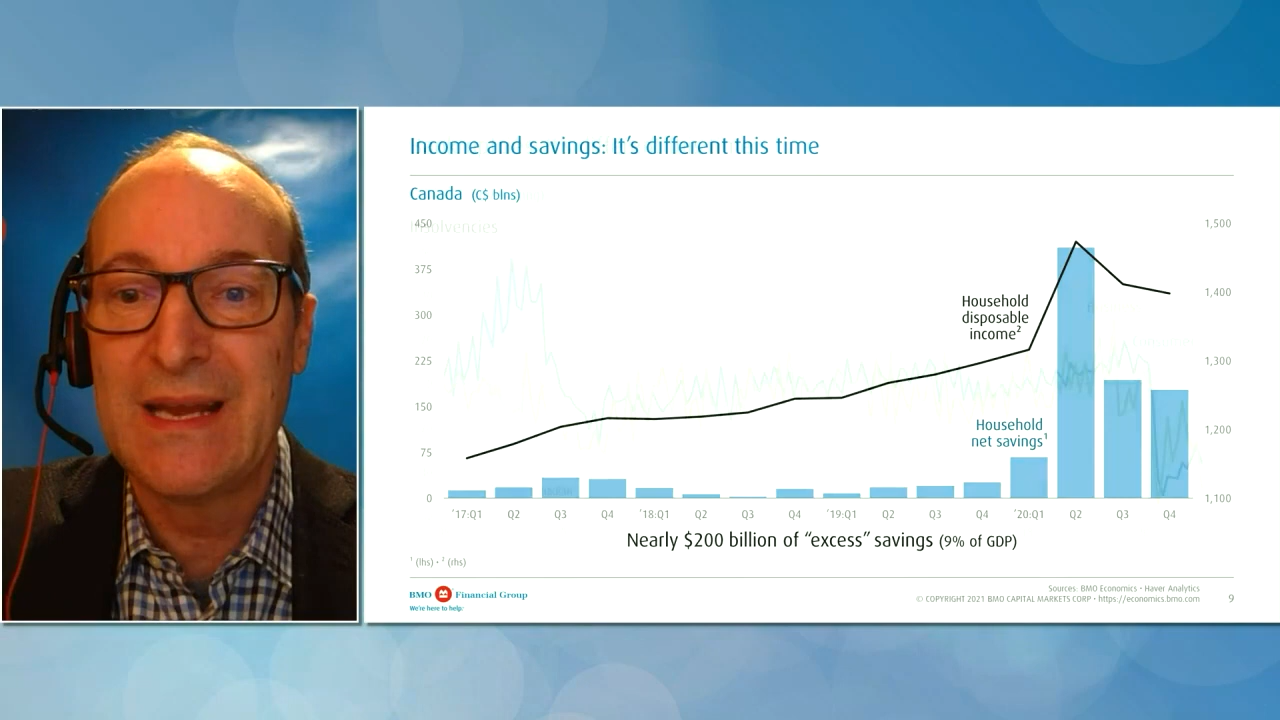 Income and savings: It's different this time
Canada (C$ blns)
Insolvencies
450
375
300
225
150
75
0
1,500
1,400
1,300
1,200
1,100
Household
disposable
income²
Household
net savings¹
'17:Q1 Q2 Q3 Q4 '18:Q1 Q2 Q3 Q4 '19:Q1 Q2 Q3 Q4 '20:Q1 Q2 Q3 Q4
Nearly $200 billion of “excess” savings (9% of GDP)
¹ (lhs) • ² (rhs)
BMO Financial Group
We're here to help.
Sources: BMO Economics • Haver Analytics
© COPYRIGHT 2021 BMO CAPITAL MARKETS CORP • https://economics.bmo.com
9